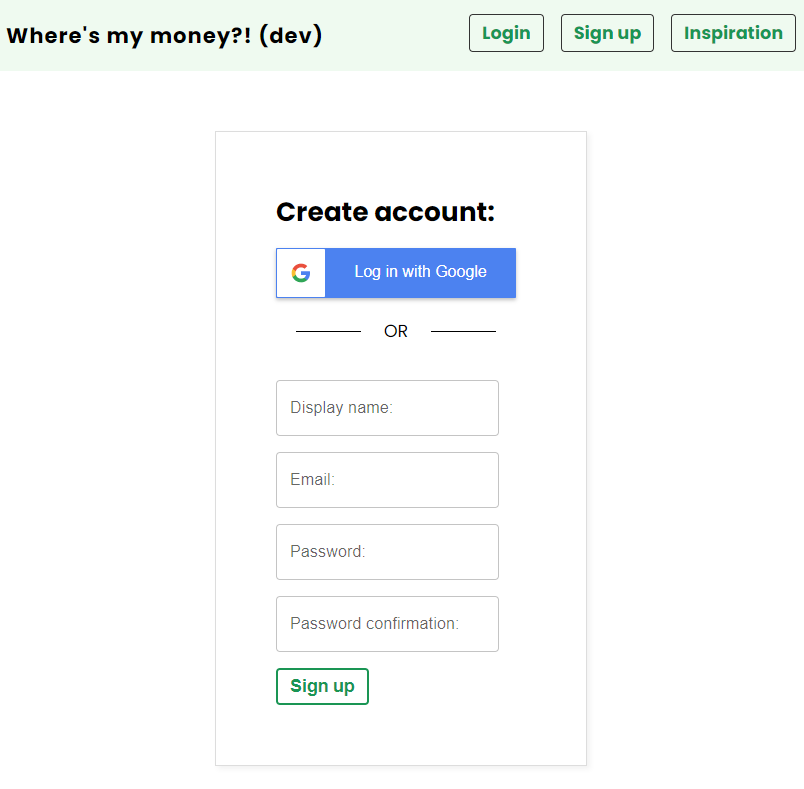 Where's my money?! (dev)
Login
Sign up
Inspiration
Create account:
Log in with Google
OR
Display name:
Email:
Password:
Password confirmation:
Sign up